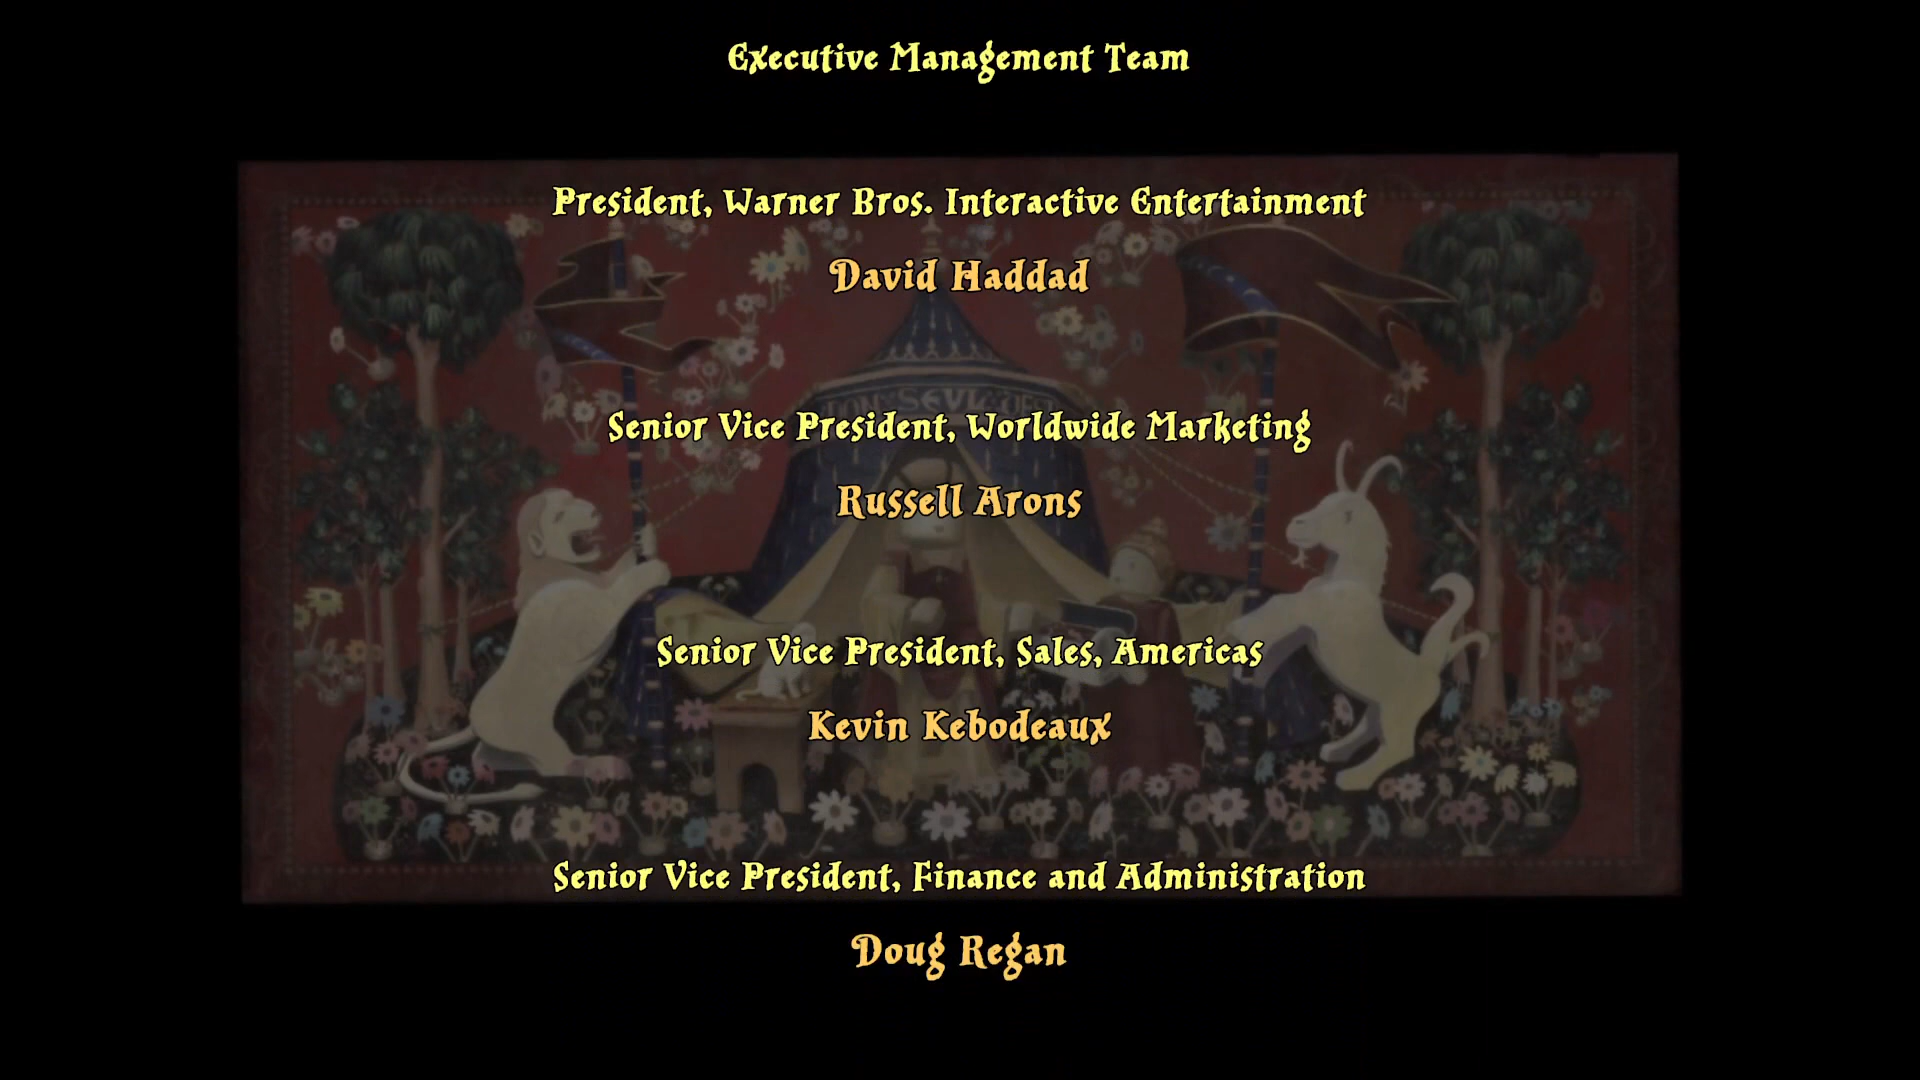 Executive Management Team
President, Warner Bros. Interactive Entertainment
David Haddad
Senior Vice President, Worldwide Marketing
Russell Arons
Senior Vice President, Sales, Americas
Kevin Kebodeaux
Senior Vice President, Finance and Administration
Doug Regan